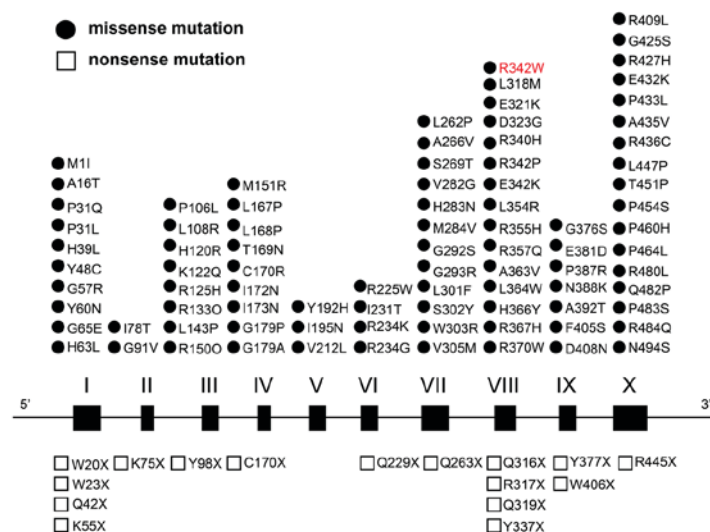 missense mutation
nonsense mutation
M1I
A16T
P31Q
P31L
H39L
Y48C
G57R
Y60N
G65E
H63L
I78T
G91V
P106L
L108R
H120R
K122Q
R125H
R133O
L143P
R150O
M151R
L167P
L168P
T169N
C170R
I172N
I173N
G179P
G179A
Y192H
I195N
V212L
R225W
I231T
R234K
R234G
L262P
A266V
S269T
V282G
H283N
M284V
G292S
G293R
L301F
S302Y
W303R
V305M
R342W
L318M
E321K
D323G
R340H
R342P
E342K
L354R
R355H
R357Q
A363V
L364W
H366Y
R367H
R370W
G376S
E381D
P387R
N388K
A392T
F405S
D408N
R409L
G425S
R427H
E432K
P433L
A435V
R436C
L447P
T451P
P454S
P460H
P464L
R480L
Q482P
P483S
R484Q
N494S
I II III IV V VI VII VIII IX X
5' 3'
W20X
W23X
Q42X
K55X
K75X
Y98X
C170X
Q229X
Q263X
Q316X
R317X
Q319X
Y337X
Y377X
W406X
R445X